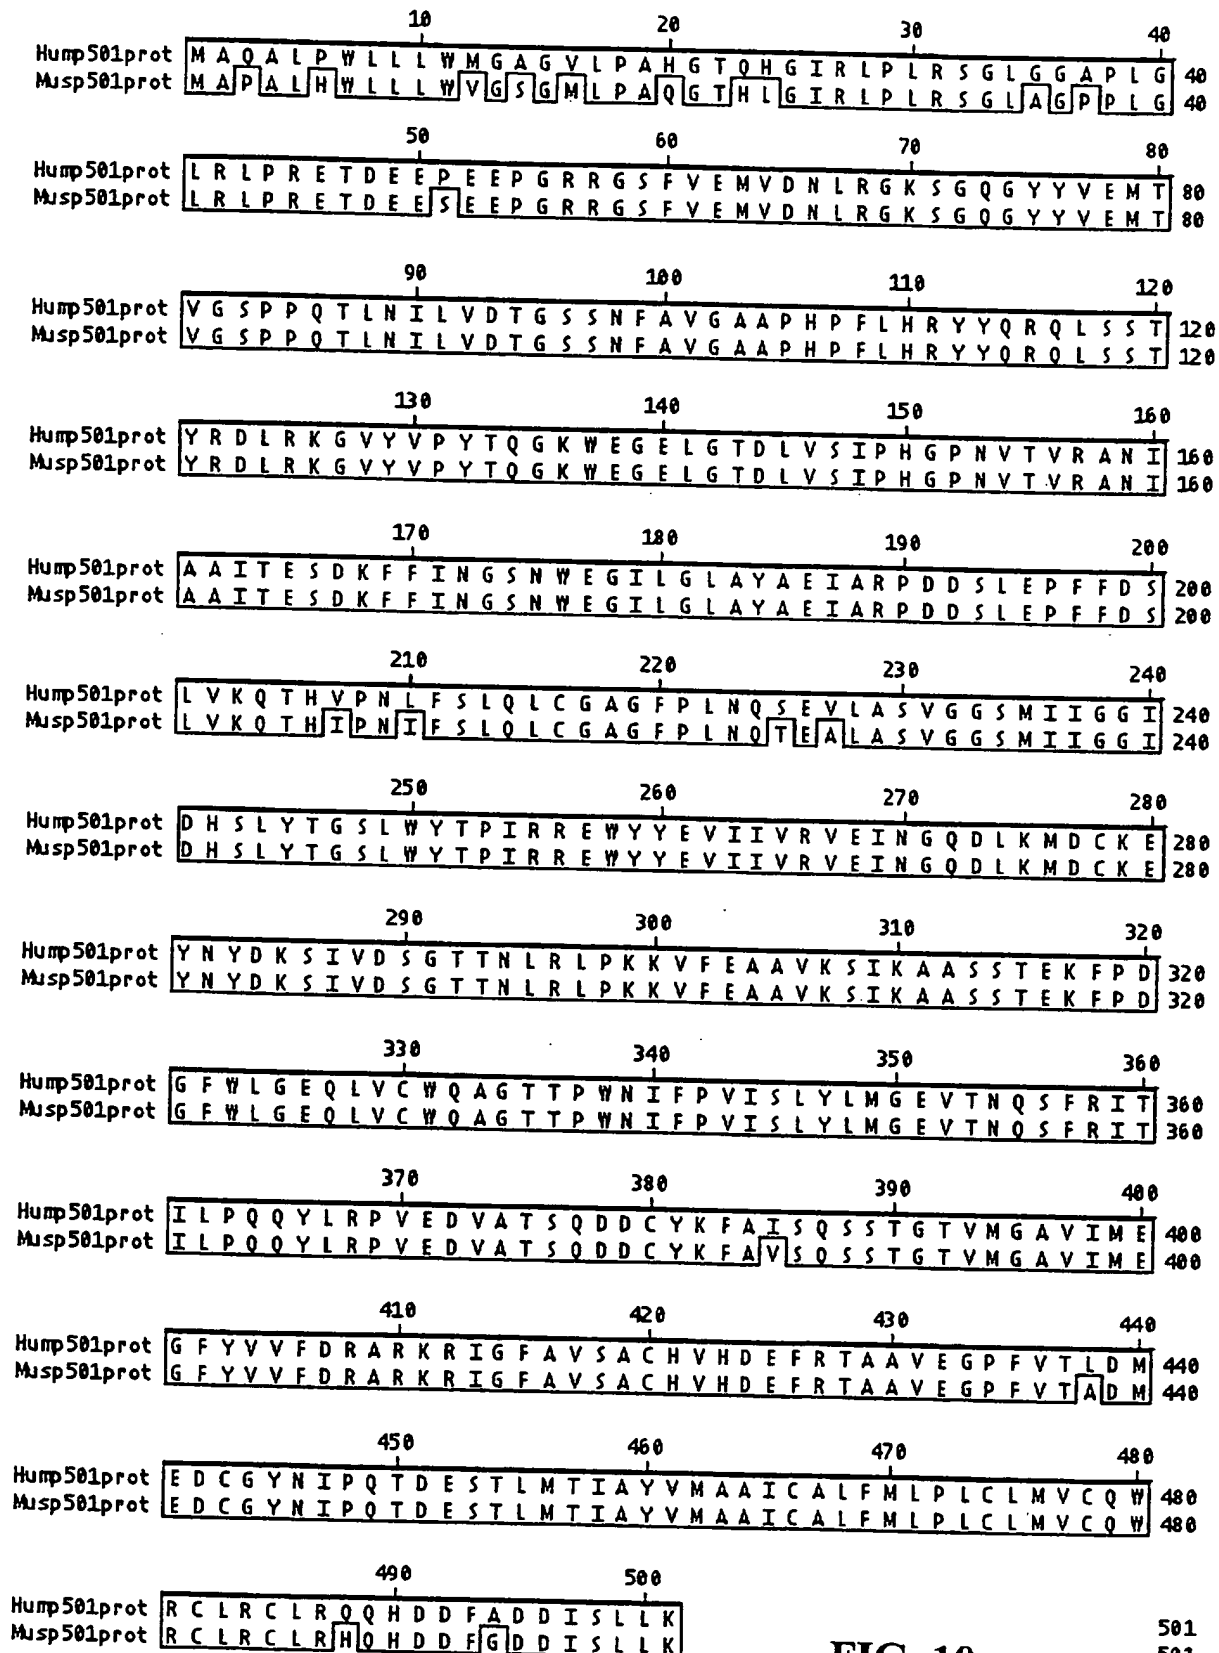 10 20 30 40
Hump501prot M A Q A L P W L L L W M G A G V L P A H G T Q H G I R L P L R S G L G G A P L G 40
Musp501prot M A P A L H W L L L W V G S G M L P A Q G T H L G I R L P L R S G L A G P P L G 40
50 60 70 80
Hump501prot L R L P R E T D E E P E E P G R R G S F V E M V D N L R G K S G Q G Y Y V E M T 80
Musp501prot L R L P R E T D E E S E E P G R R G S F V E M V D N L R G K S G Q G Y Y V E M T 80
90 100 110 120
Hump501prot V G S P P Q T L N I L V D T G S S N F A V G A A P H P F L H R Y Y Q R Q L S S T 120
Musp501prot V G S P P Q T L N I L V D T G S S N F A V G A A P H P F L H R Y Y Q R Q L S S T 120
130 140 150 160
Hump501prot Y R D L R K G V Y V P Y T Q G K W E G E L G T D L V S I P H G P N V T V R A N I 160
Musp501prot Y R D L R K G V Y V P Y T Q G K W E G E L G T D L V S I P H G P N V T V R A N I 160
170 180 190 200
Hump501prot A A I T E S D K F F I N G S N W E G I L G L A Y A E I A R P D D S L E P F F D S 200
Musp501prot A A I T E S D K F F I N G S N W E G I L G L A Y A E I A R P D D S L E P F F D S 200
210 220 230 240
Hump501prot L V K Q T H V P N L F S L Q L C G A G F P L N Q S E V L A S V G G S M I I G G I 240
Musp501prot L V K Q T H I P N I F S L Q L C G A G F P L N Q T E A L A S V G G S M I I G G I 240
250 260 270 280
Hump501prot D H S L Y T G S L W Y T P I R R E W Y Y E V I I V R V E I N G Q D L K M D C K E 280
Musp501prot D H S L Y T G S L W Y T P I R R E W Y Y E V I I V R V E I N G Q D L K M D C K E 280
290 300 310 320
Hump501prot Y N Y D K S I V D S G T T N L R L P K K V F E A A V K S I K A A S S T E K F P D 320
Musp501prot Y N Y D K S I V D S G T T N L R L P K K V F E A A V K S I K A A S S T E K F P D 320
330 340 350 360
Hump501prot G F W L G E Q L V C W Q A G T T P W N I F P V I S L Y L M G E V T N Q S F R I T 360
Musp501prot G F W L G E Q L V C W Q A G T T P W N I F P V I S L Y L M G E V T N Q S F R I T 360
370 380 390 400
Hump501prot I L P Q Q Y L R P V E D V A T S Q D D C Y K F A I S Q S S T G T V M G A V I M E 400
Musp501prot I L P Q Q Y L R P V E D V A T S Q D D C Y K F A V S Q S S T G T V M G A V I M E 400
410 420 430 440
Hump501prot G F Y V V F D R A R K R I G F A V S A C H V H D E F R T A A V E G P F V T L D M 440
Musp501prot G F Y V V F D R A R K R I G F A V S A C H V H D E F R T A A V E G P F V T A D M 440
450 460 470 480
Hump501prot E D C G Y N I P Q T D E S T L M T I A Y V M A A I C A L F M L P L C L M V C Q W 480
Musp501prot E D C G Y N I P Q T D E S T L M T I A Y V M A A I C A L F M L P L C L M V C Q W 480
490 500
Hump501prot R C L R C L R Q Q H D D F A D D I S L L K 501
Musp501prot R C L R C L R H Q H D D F G D D I S L L K 501